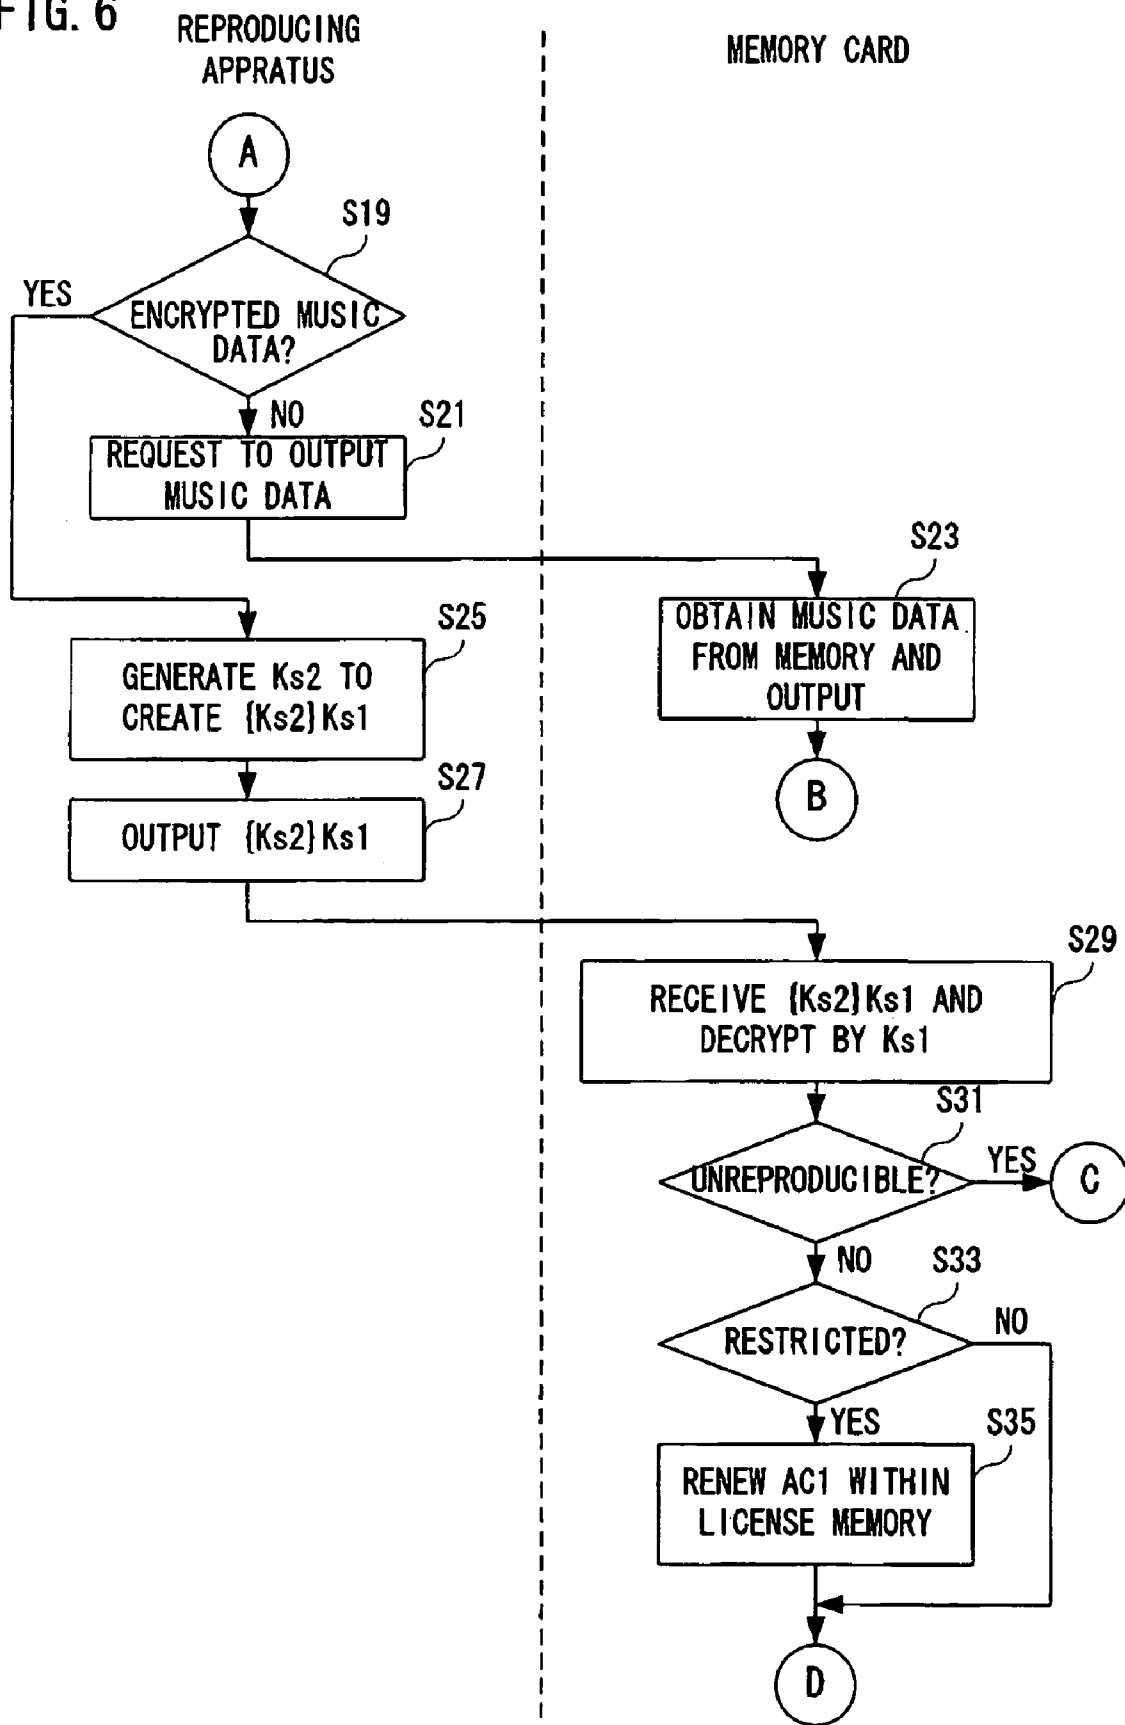 FIG. 6
REPRODUCING
APPRATUS
MEMORY CARD
A
S19
YES
ENCRYPTED MUSIC
DATA?
NO
S21
REQUEST TO OUTPUT
MUSIC DATA
S23
OBTAIN MUSIC DATA
FROM MEMORY AND
OUTPUT
S25
GENERATE Ks2 TO
CREATE {Ks2}Ks1
B
S27
OUTPUT {Ks2}Ks1
S29
RECEIVE {Ks2}Ks1 AND
DECRYPT BY Ks1
S31
UNREPRODUCIBLE?
YES
C
NO
S33
RESTRICTED?
NO
YES
S35
RENEW AC1 WITHIN
LICENSE MEMORY
D